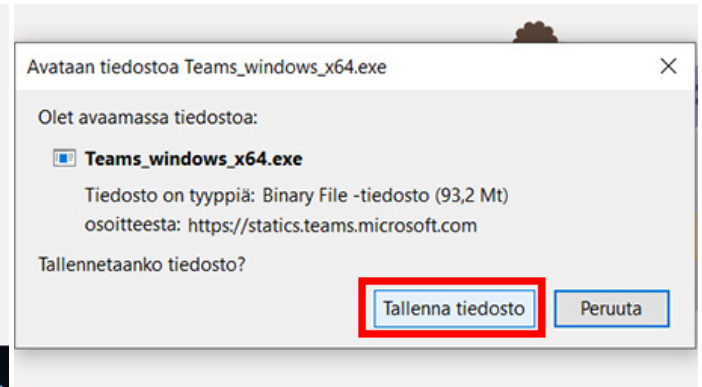 Avataan tiedostoa Teams_windows_x64.exe
Olet avaamassa tiedostoa:
Teams_windows_x64.exe
Tiedosto on tyyppiä: Binary File -tiedosto (93,2 Mt)
osoitteesta: https://statics.teams.microsoft.com
Tallennetaanko tiedosto?
Tallenna tiedosto Peruuta